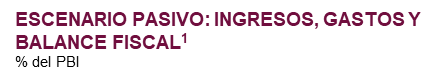 ESCENARIO PASIVO: INGRESOS, GASTOS Y
BALANCE FISCAL¹
% del PBI